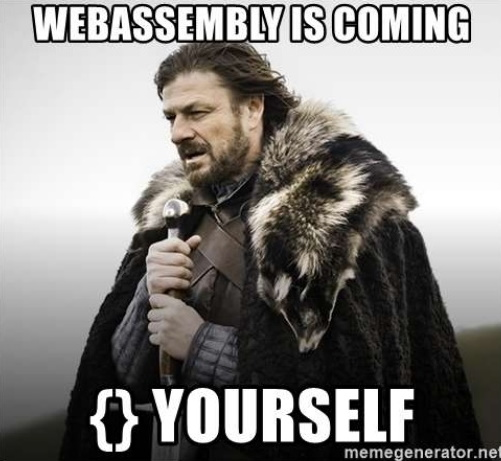 WEBASSEMBLY IS COMING
{} YOURSELF
memegenerator.net